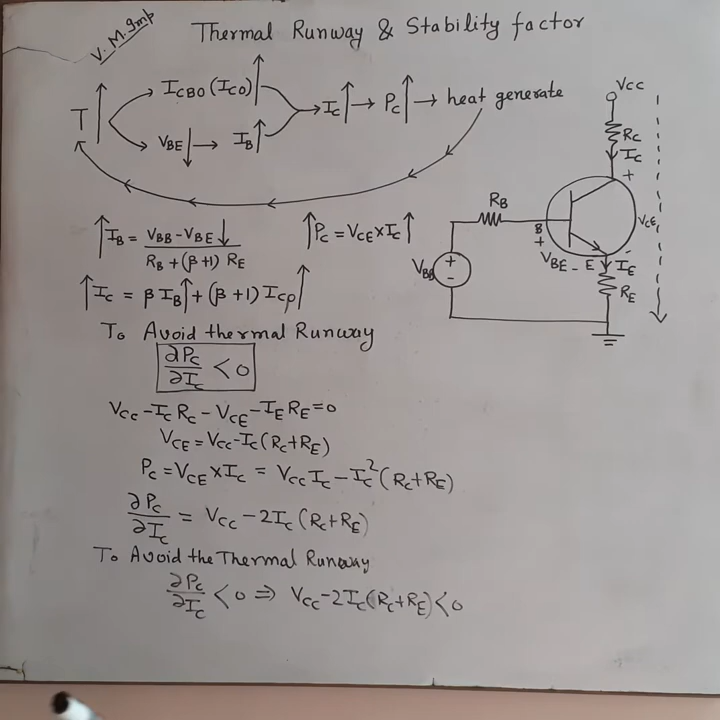 V. M. Imp
Thermal Runway & Stability factor
T↑ → ICBO (ICO)↑ → IC↑ → PC↑ → heat generate
→ VBE↓ → IB↑
VCC
RC
IC
+
RB
B
+
VCE
VBE - E
- IE
RE
VBB
+
-
↑IB = VBB - VBE↓ / RB + (β+1) RE
↑PC = VCE × IC↑
↑IC = β IB↑ + (β+1) ICO↑
To Avoid thermal Runway
∂PC/∂IC < 0
VCC - IC RC - VCE - IE RE = 0
VCE = VCC - IC (RC + RE)
PC = VCE × IC = VCC IC - IC² (RC + RE)
∂PC/∂IC = VCC - 2IC (RC + RE)
To Avoid the Thermal Runway
∂PC/∂IC < 0 ⇒ VCC - 2IC (RC + RE) < 0